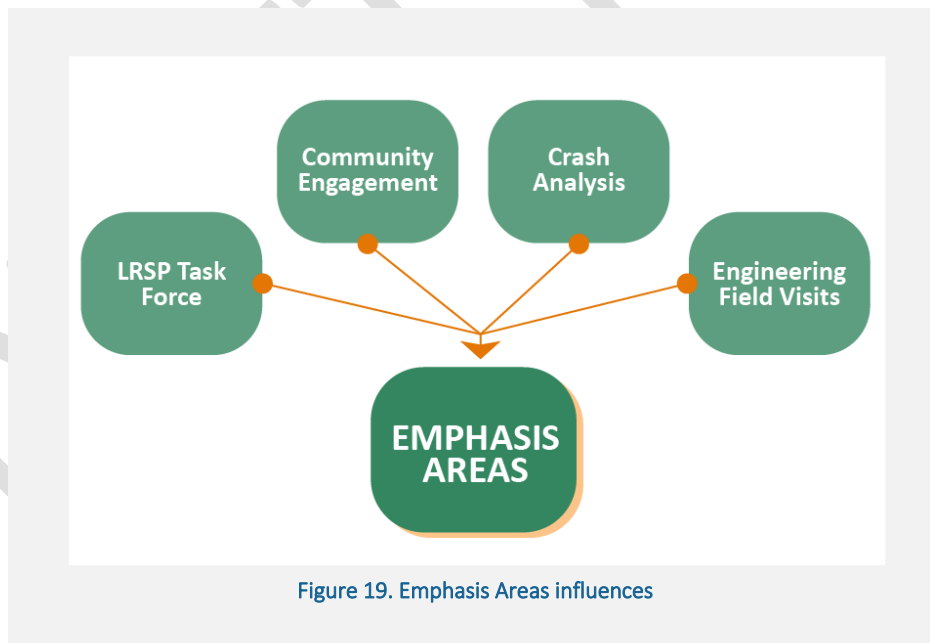 Community
Engagement
Crash
Analysis
LRSP Task
Force
Engineering
Field Visits
EMPHASIS
AREAS
Figure 19. Emphasis Areas influences